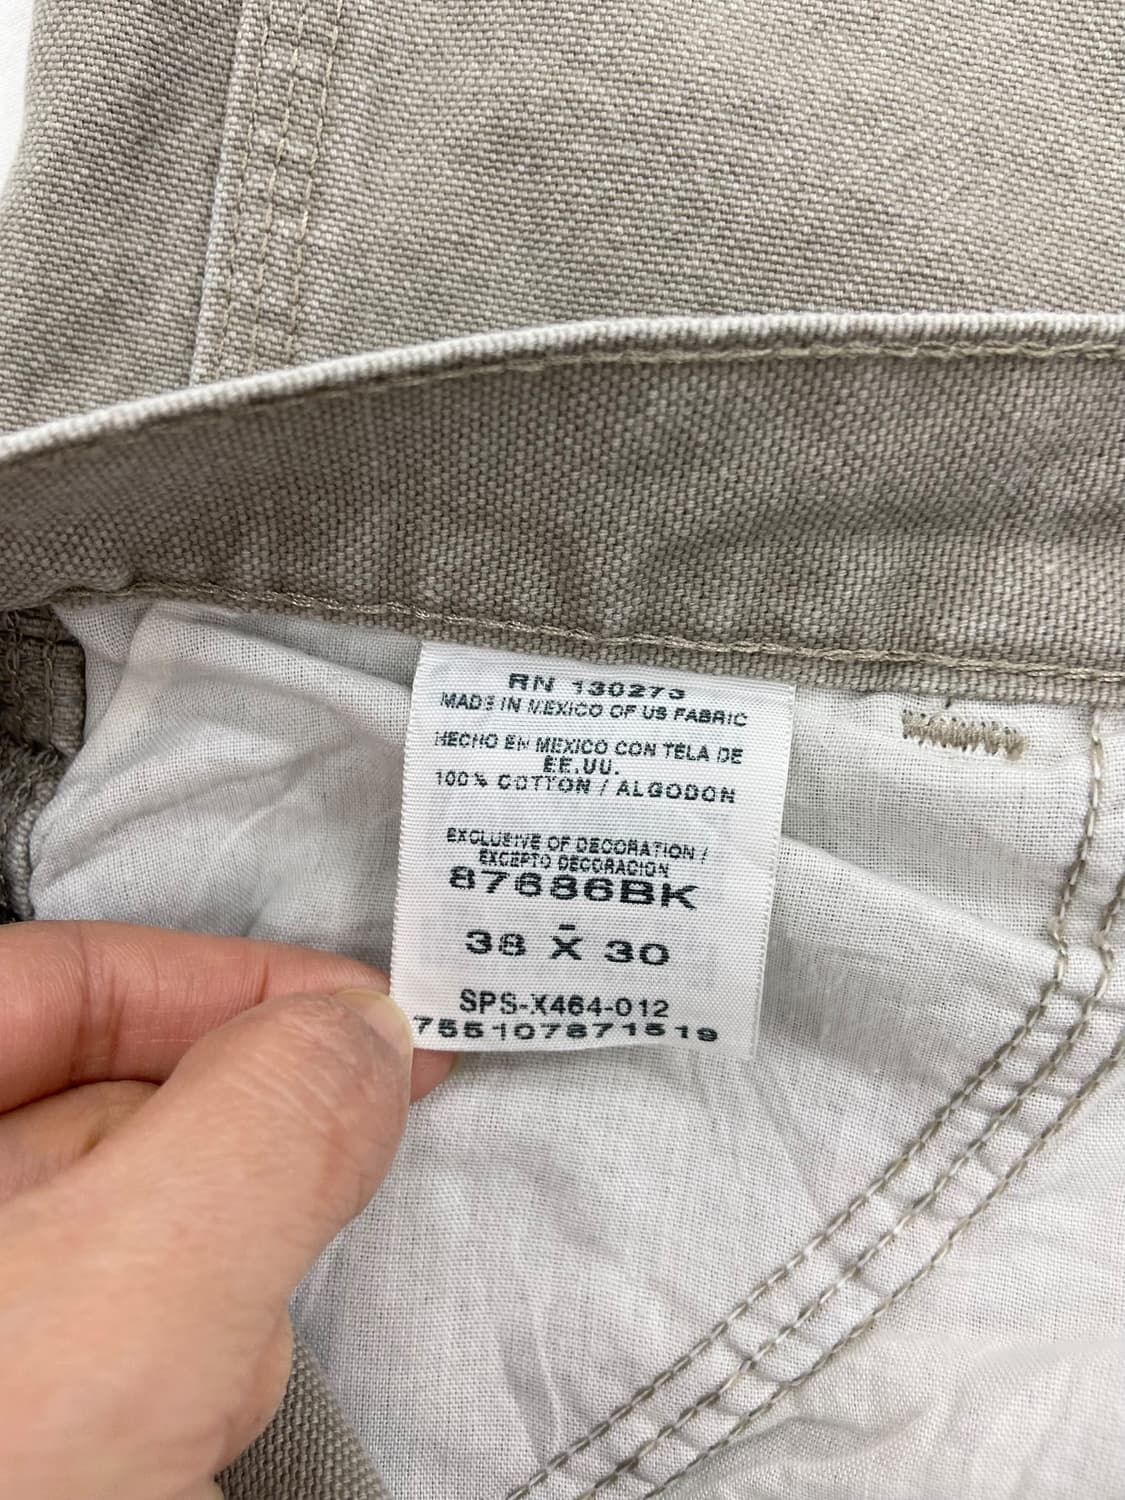 RN 130273
MADE IN MEXICO OF US FABRIC
HECHO EN MEXICO CON TELA DE
EE.UU.
100% COTTON / ALGODON
EXCLUSIVE OF DECORATION /
EXCEPTO DECORACION
87686BK
38 X 30
SPS-X464-012
755107871519